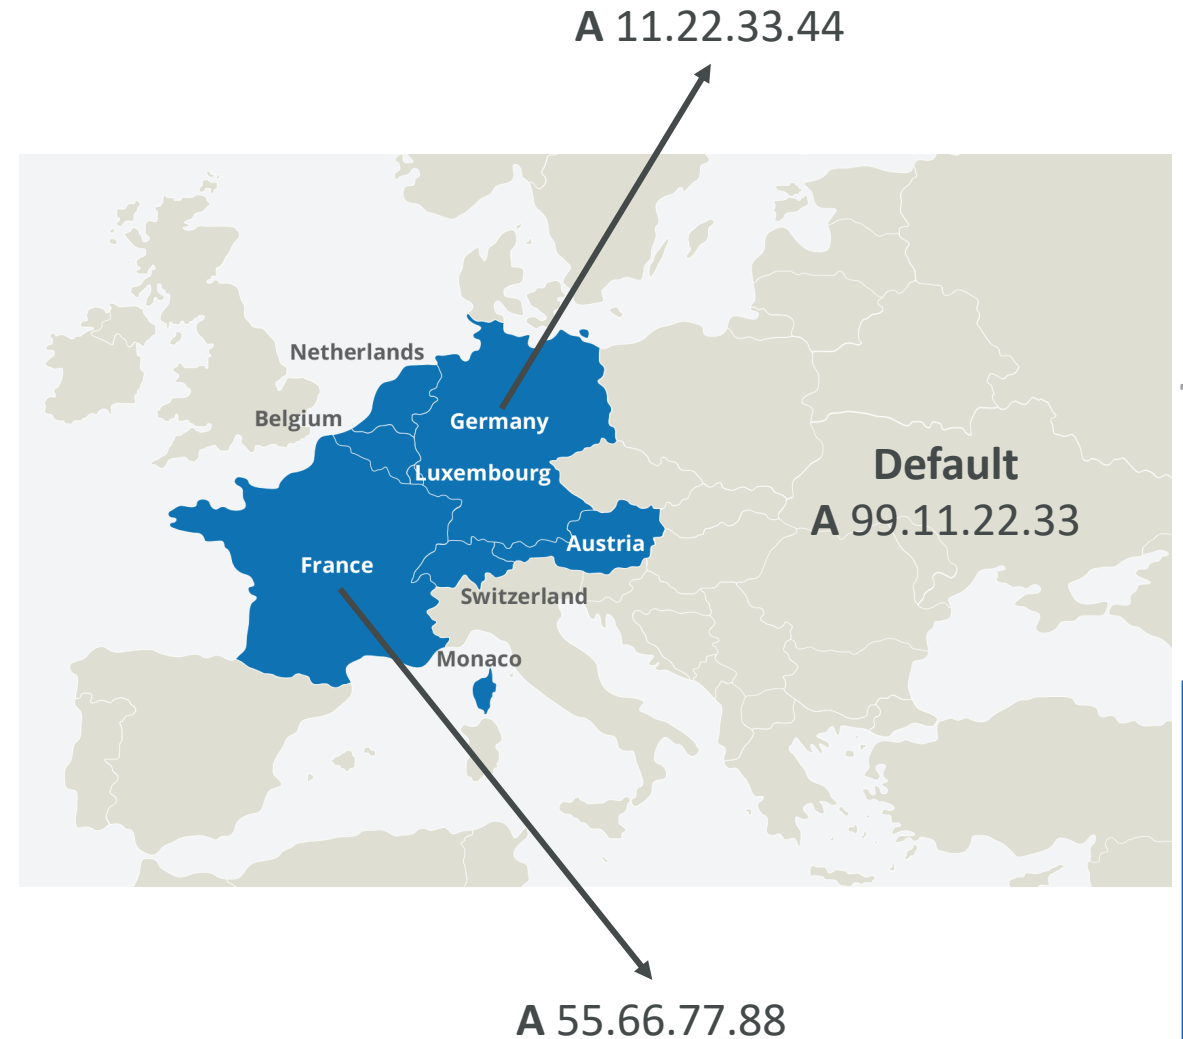 A 11.22.33.44
Netherlands
Belgium
Germany
Luxembourg
Default
A 99.11.22.33
Austria
France
Switzerland
Monaco
A 55.66.77.88